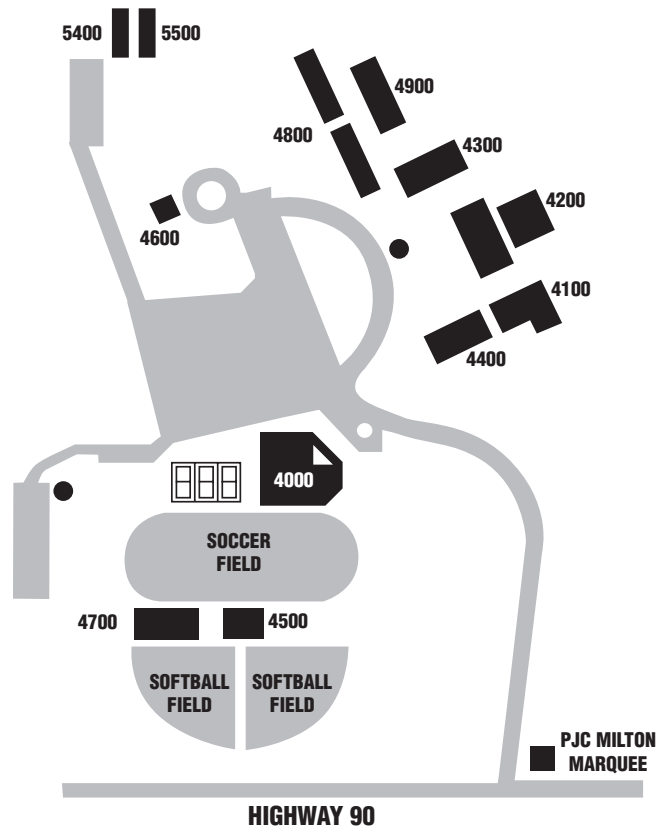 5400
5500
4900
4800
4300
4200
4600
4100
4400
4000
SOCCER
FIELD
4700
4500
SOFTBALL
FIELD
SOFTBALL
FIELD
PJC MILTON
MARQUEE
HIGHWAY 90